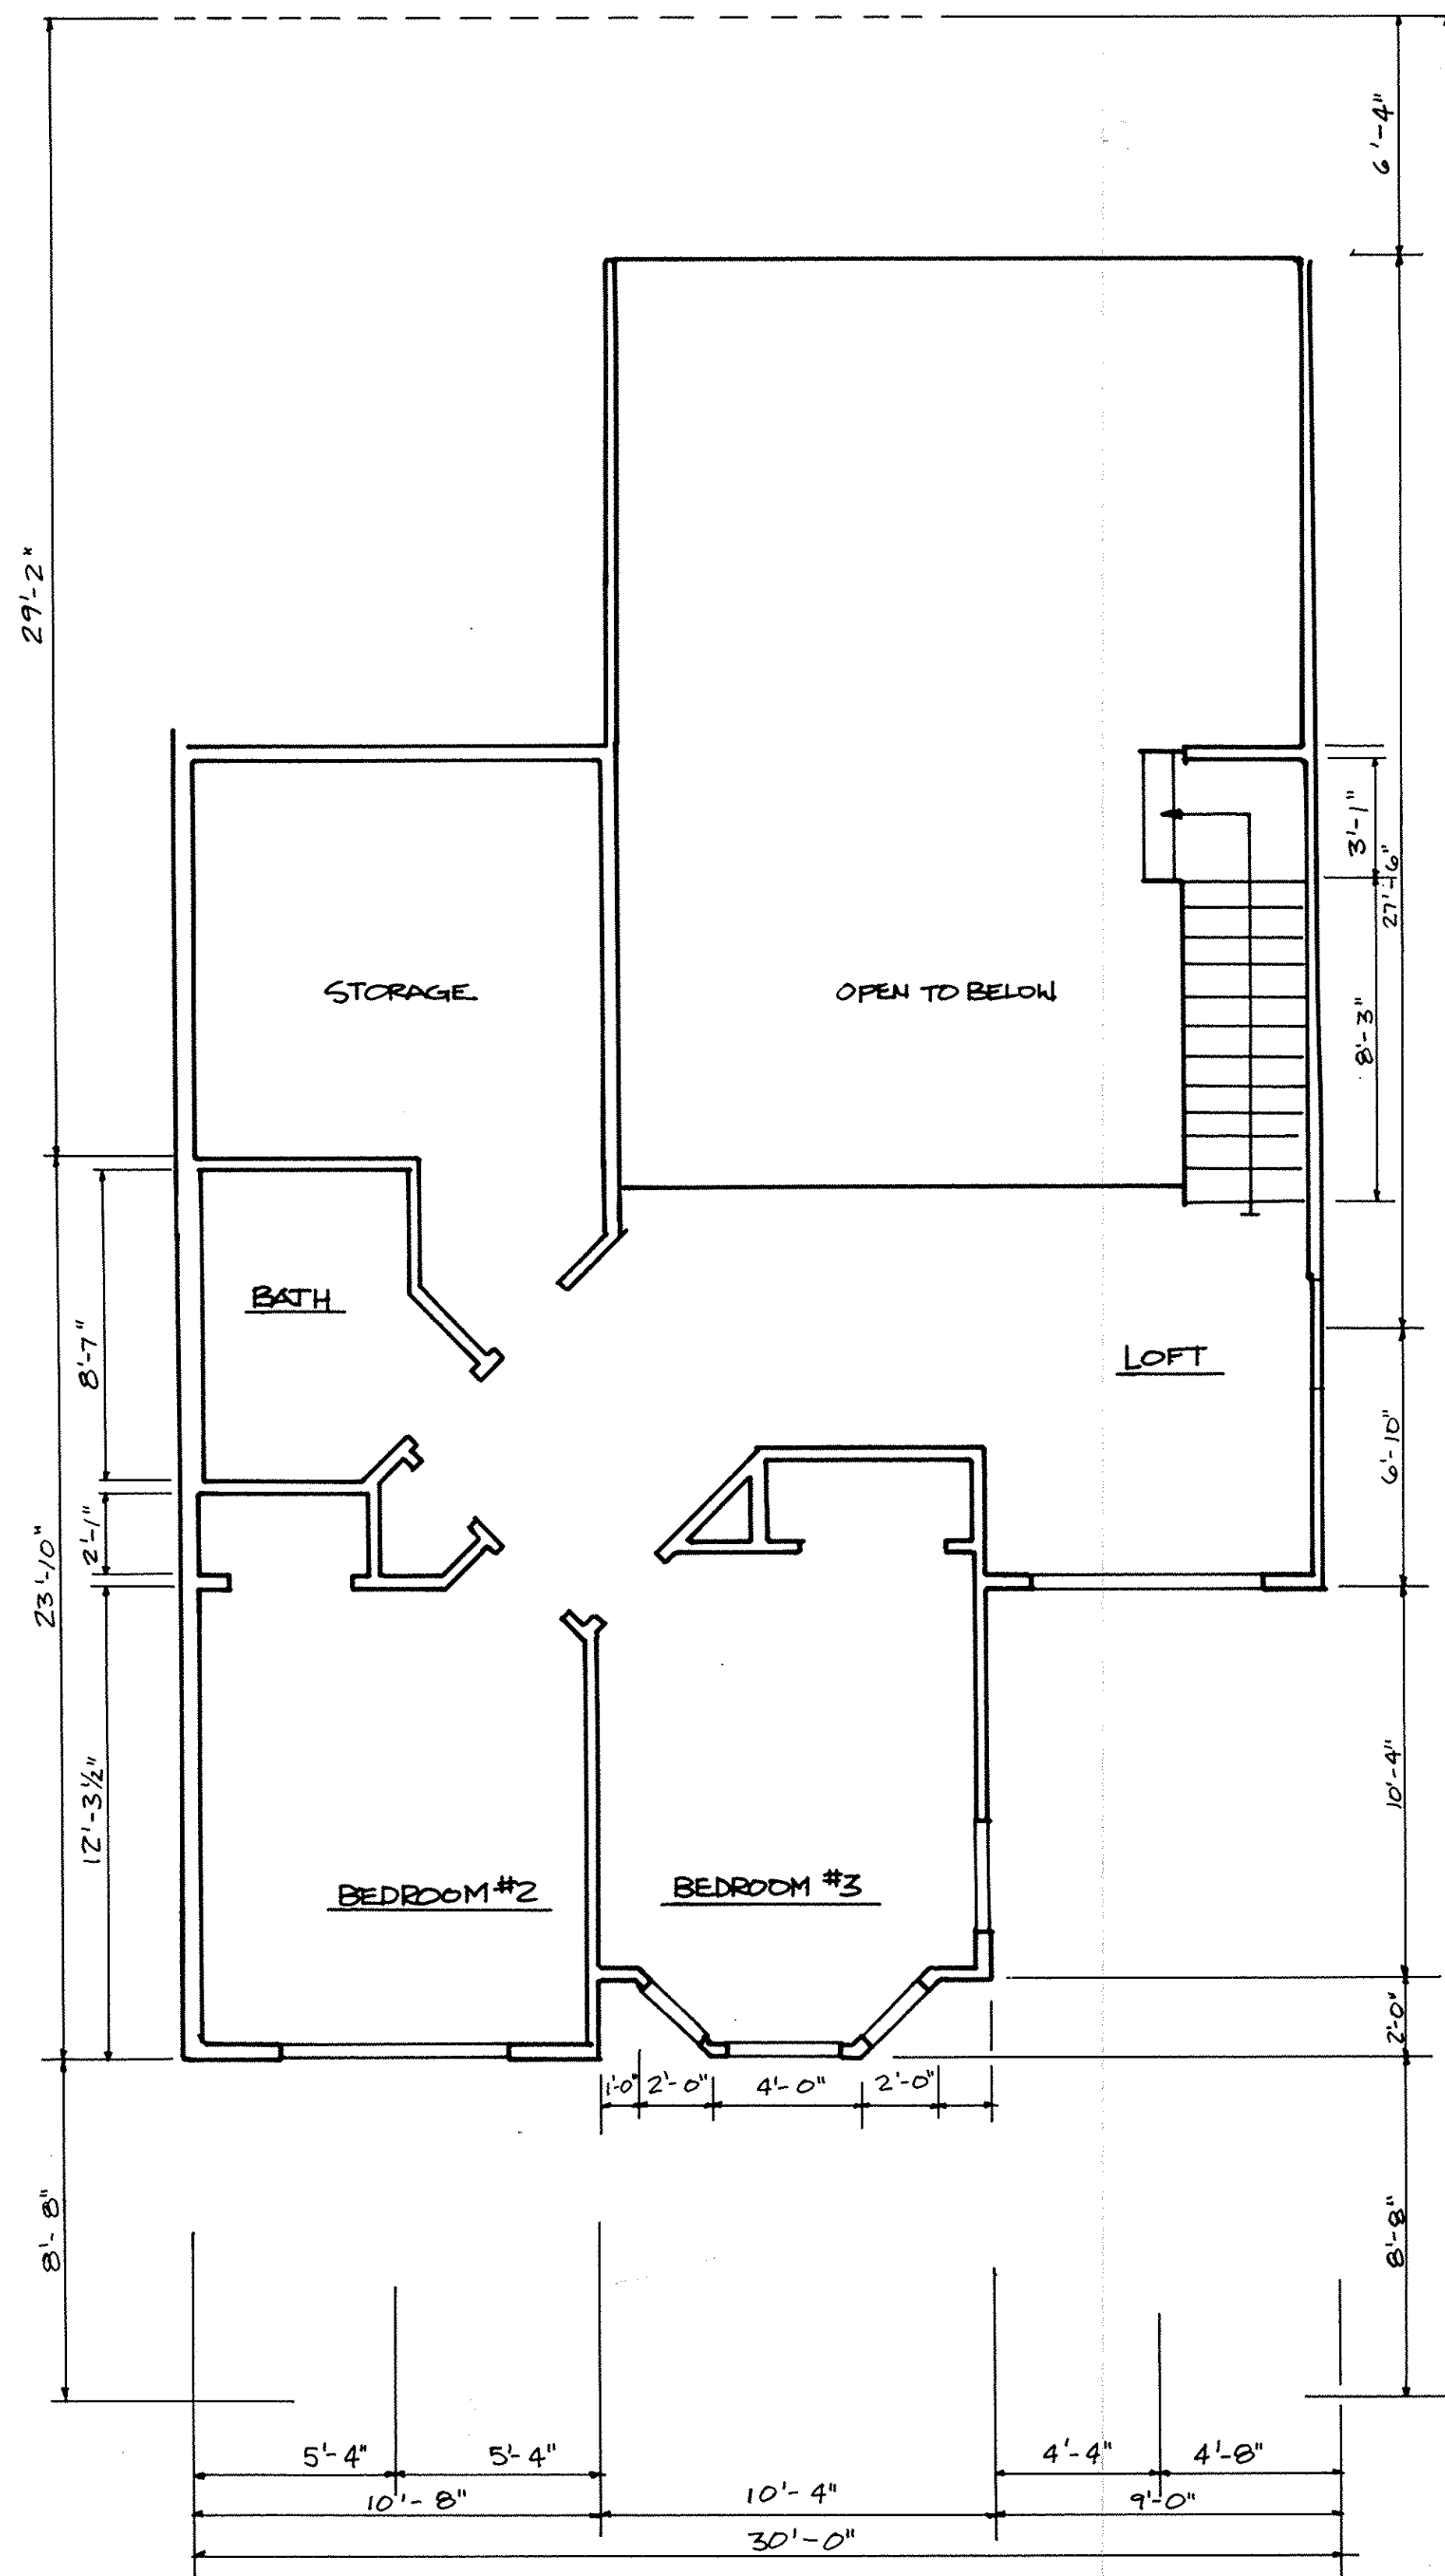 6'-4"
29'-2"
3'-1"
27'-6"
STORAGE
OPEN TO BELOW
8'-3"
BATH
8'-7"
LOFT
6'-10"
2'-1"
23'-10"
10'-4"
12'-3½"
BEDROOM #2
BEDROOM #3
2'-0"
1'-0" 2'-0" 4'-0" 2'-0"
8'-8"
8'-8"
5'-4" 5'-4" 4'-4" 4'-8"
10'-8" 10'-4" 9'-0"
30'-0"